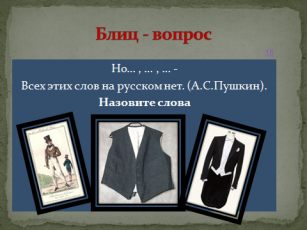 Блиц - вопрос
Но... , ... , ... -
Всех этих слов на русском нет. (А.С.Пушкин).
Назовите слова